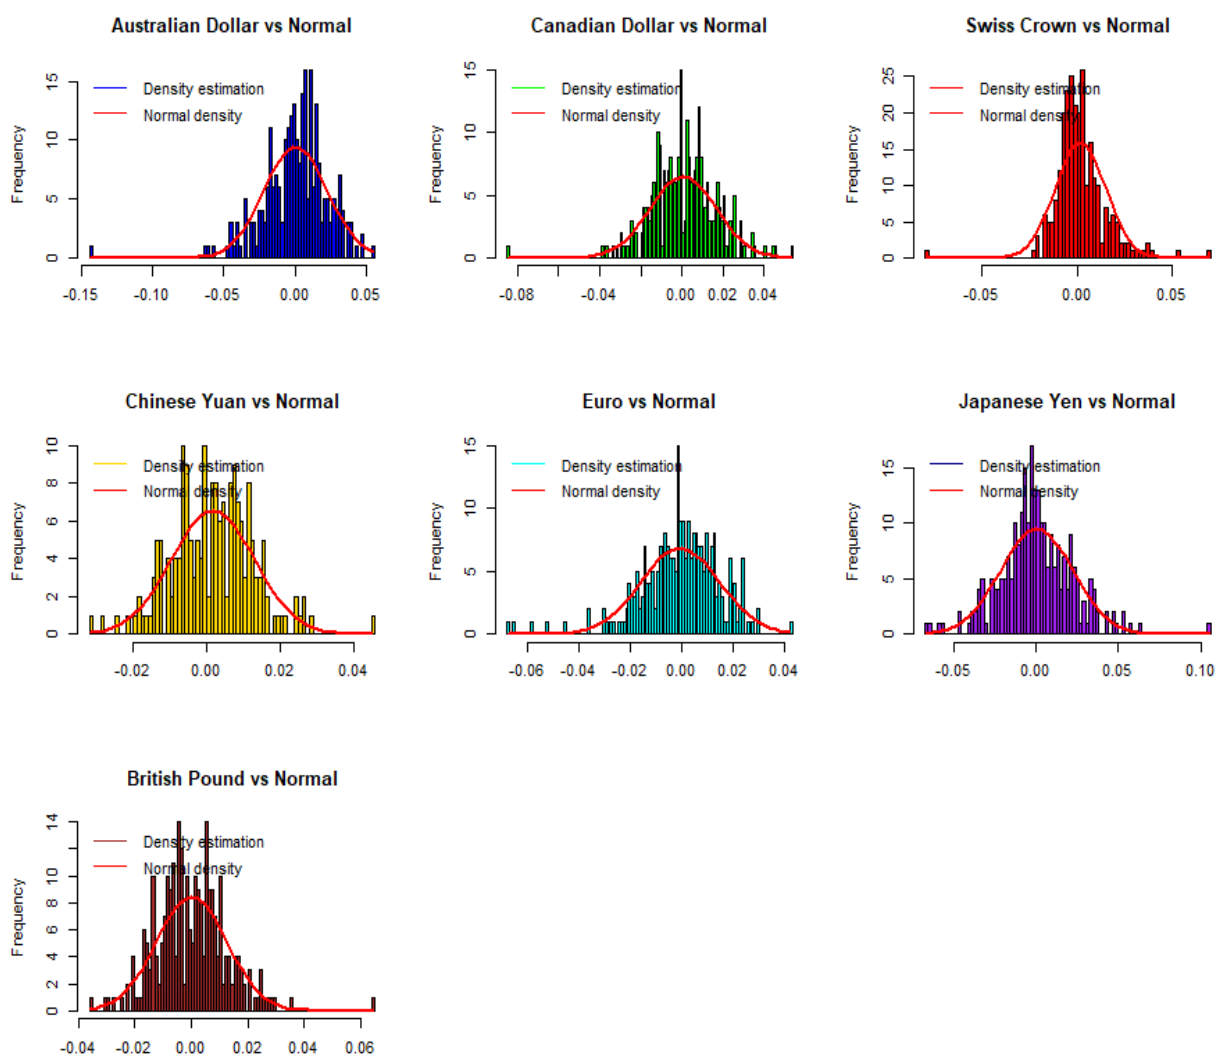 Australian Dollar vs Normal
Frequency
15
10
5
0
Density estimation
Normal density
-0.15 -0.10 -0.05 0.00 0.05
Canadian Dollar vs Normal
Frequency
15
10
5
0
Density estimation
Normal density
-0.08 -0.04 0.00 0.02 0.04
Swiss Crown vs Normal
Frequency
25
20
15
10
5
0
Density estimation
Normal density
-0.05 0.00 0.05
Chinese Yuan vs Normal
Frequency
10
8
6
4
2
0
Density estimation
Normal density
-0.02 0.00 0.02 0.04
Euro vs Normal
Frequency
15
10
5
0
Density estimation
Normal density
-0.06 -0.04 -0.02 0.00 0.02 0.04
Japanese Yen vs Normal
Frequency
15
10
5
0
Density estimation
Normal density
-0.05 0.00 0.05 0.10
British Pound vs Normal
Frequency
14
10
8
6
4
2
0
Density estimation
Normal density
-0.04 -0.02 0.00 0.02 0.04 0.06